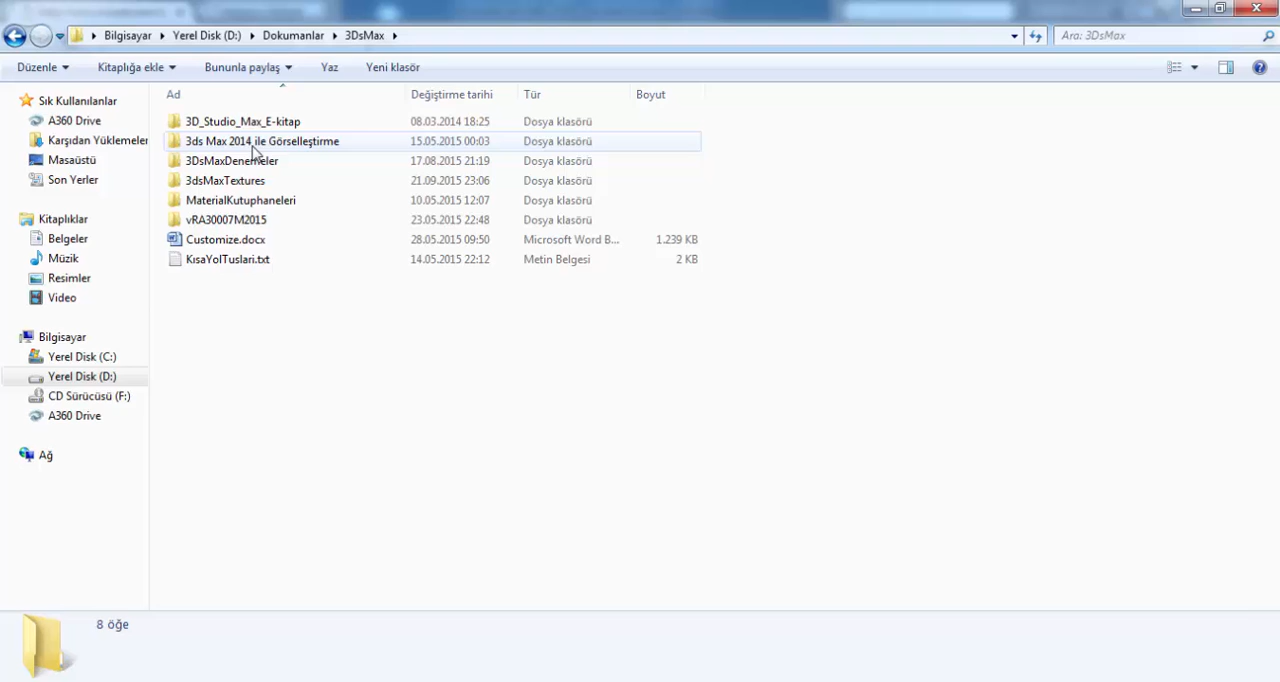 Bilgisayar Yerel Disk (D:) Dokumanlar 3DsMax Ara: 3DsMax
Düzenle Kitaplığa ekle Bununla paylaş Yaz Yeni klasör
Ad Değiştirme tarihi Tür Boyut
Sık Kullanılanlar
A360 Drive
Karşıdan Yüklemeler
Masaüstü
Son Yerler
Kitaplıklar
Belgeler
Müzik
Resimler
Video
Bilgisayar
Yerel Disk (C:)
Yerel Disk (D:)
CD Sürücüsü (F:)
A360 Drive
Ağ
3D_Studio_Max_E-kitap 08.03.2014 18:25 Dosya klasörü
3ds Max 2014 ile Görselleştirme 15.05.2015 00:03 Dosya klasörü
3DsMaxDenemeler 17.08.2015 21:19 Dosya klasörü
3dsMaxTextures 21.09.2015 23:06 Dosya klasörü
MaterialKutuphaneleri 10.05.2015 12:07 Dosya klasörü
vRA30007M2015 23.05.2015 22:48 Dosya klasörü
Customize.docx 28.05.2015 09:50 Microsoft Word B... 1.239 KB
KısaYolTuslari.txt 14.05.2015 22:12 Metin Belgesi 2 KB
8 öğe